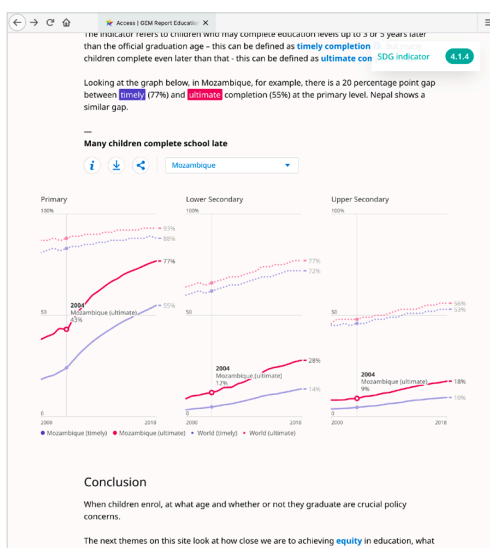 Access | GEM Report Education
The indicator refers to children who may complete education levels up to 3 or 5 years later
than the official graduation age – this can be defined as timely completion
children complete even later than that - this can be defined as ultimate com
SDG indicator 4.1.4
Looking at the graph below, in Mozambique, for example, there is a 20 percentage point gap
between timely (77%) and ultimate completion (55%) at the primary level. Nepal shows a
similar gap.
—
Many children complete school late
Mozambique
Primary Lower Secondary Upper Secondary
100% 100% 100%
93%
88%
77%
55%
77%
72%
28%
14%
56%
53%
18%
10%
50 50 50
2004
Mozambique (ultimate)
43%
2004
Mozambique (ultimate)
12%
2004
Mozambique (ultimate)
9%
0 0 0
2000 2018 2000 2018 2000 2018
Mozambique (timely) Mozambique (ultimate) World (timely) World (ultimate)
Conclusion
When children enrol, at what age and whether or not they graduate are crucial policy
concerns.
The next themes on this site look at how close we are to achieving equity in education, what